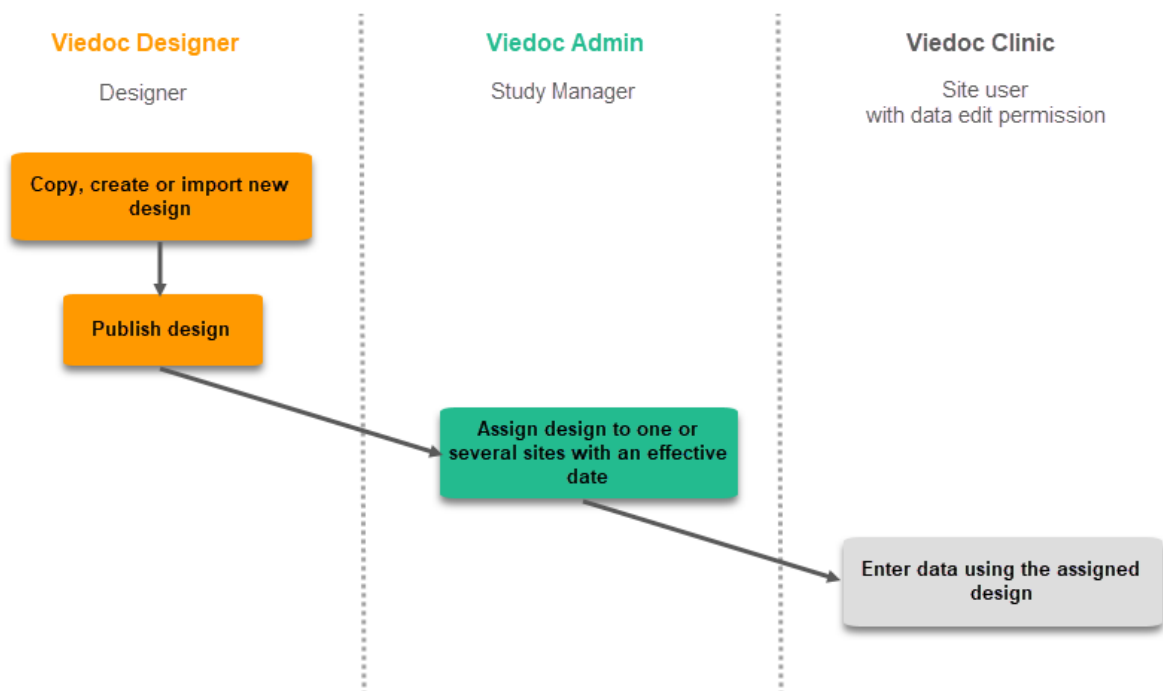 Viedoc Designer
Designer
Viedoc Admin
Study Manager
Viedoc Clinic
Site user
with data edit permission
Copy, create or import new
design
Publish design
Assign design to one or
several sites with an effective
date
Enter data using the assigned
design